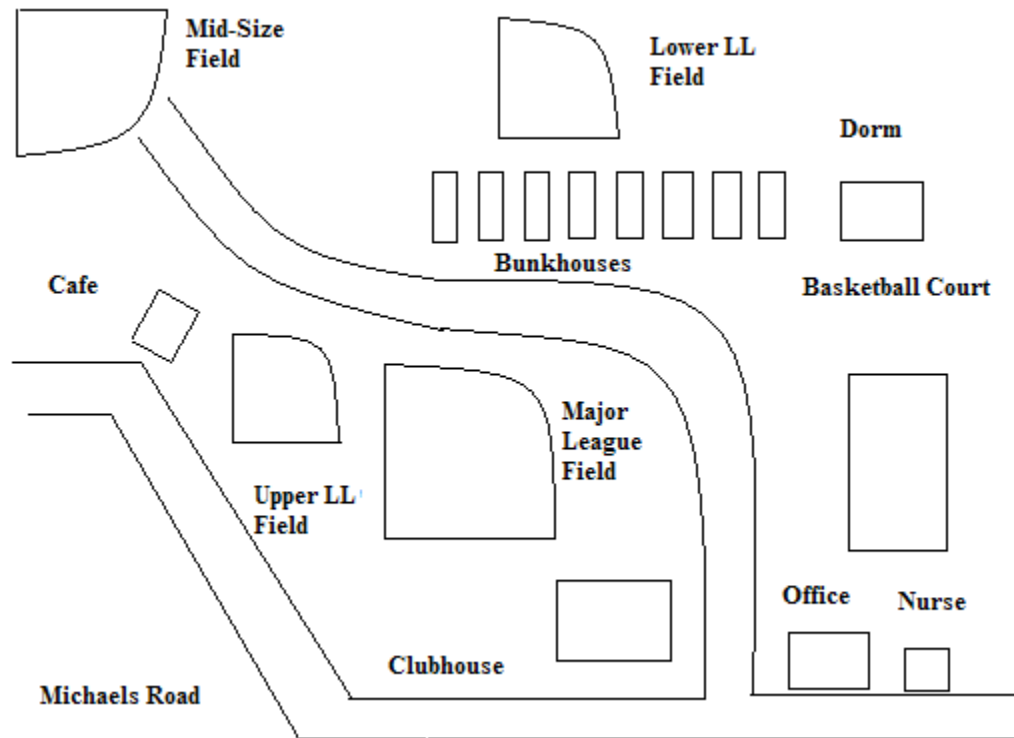 Mid-Size
Field
Lower LL
Field
Dorm
Bunkhouses
Cafe
Basketball Court
Major
League
Field
Upper LL
Field
Office
Nurse
Clubhouse
Michaels Road